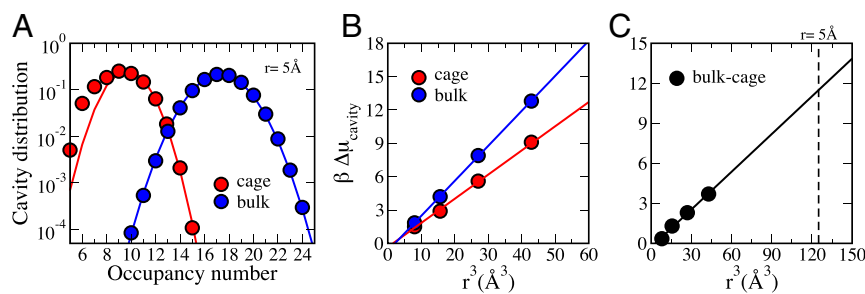 A
B
C
r= 5Å
Cavity distribution
10^0
10^-1
10^-2
10^-3
10^-4
cage
bulk
6 8 10 12 14 16 18 20 22 24
Occupancy number
β Δμ_cavity
18
15
12
9
6
3
0
cage
bulk
0 10 20 30 40 50 60
r^3(Å^3)
r= 5Å
15
12
9
6
3
0
bulk-cage
0 30 60 90 120 150
r^3(Å^3)